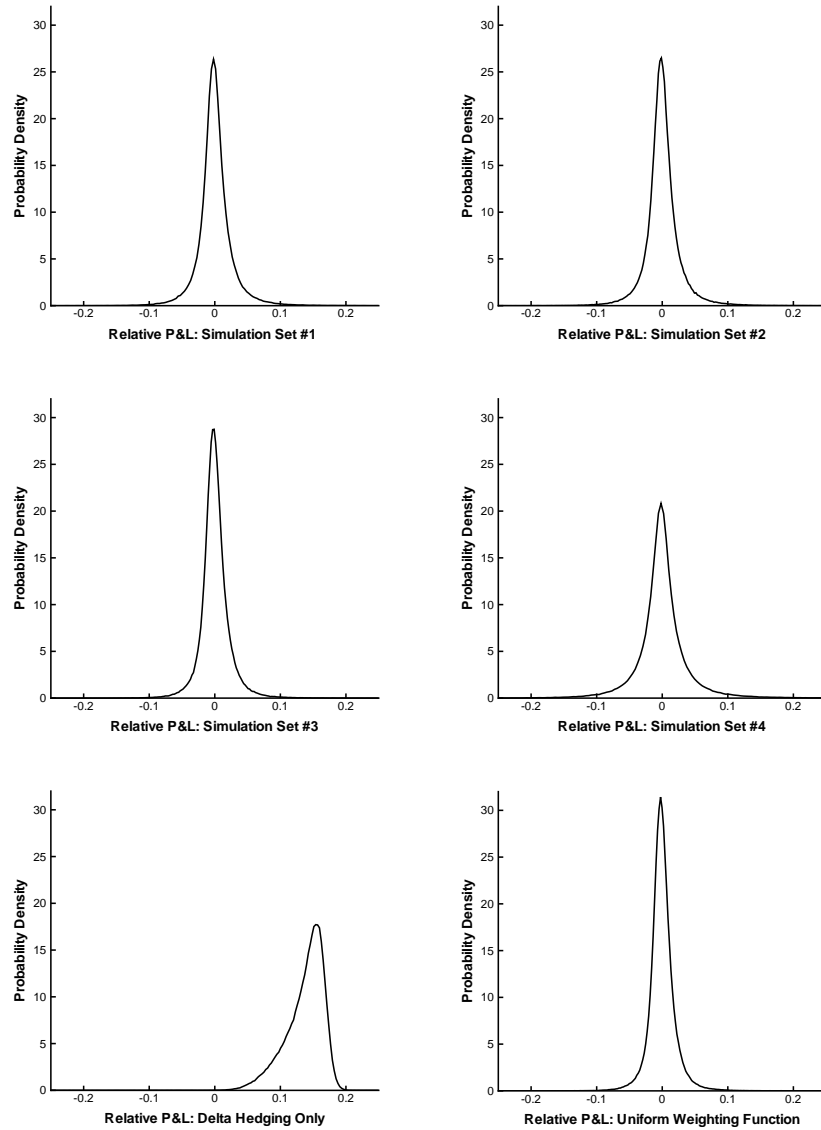 30
25
20
15
10
5
0
Probability Density
-0.2 -0.1 0 0.1 0.2
Relative P&L: Simulation Set #1
30
25
20
15
10
5
0
Probability Density
-0.2 -0.1 0 0.1 0.2
Relative P&L: Simulation Set #2
30
25
20
15
10
5
0
Probability Density
-0.2 -0.1 0 0.1 0.2
Relative P&L: Simulation Set #3
30
25
20
15
10
5
0
Probability Density
-0.2 -0.1 0 0.1 0.2
Relative P&L: Simulation Set #4
30
25
20
15
10
5
0
Probability Density
-0.2 -0.1 0 0.1 0.2
Relative P&L: Delta Hedging Only
30
25
20
15
10
5
0
Probability Density
-0.2 -0.1 0 0.1 0.2
Relative P&L: Uniform Weighting Function